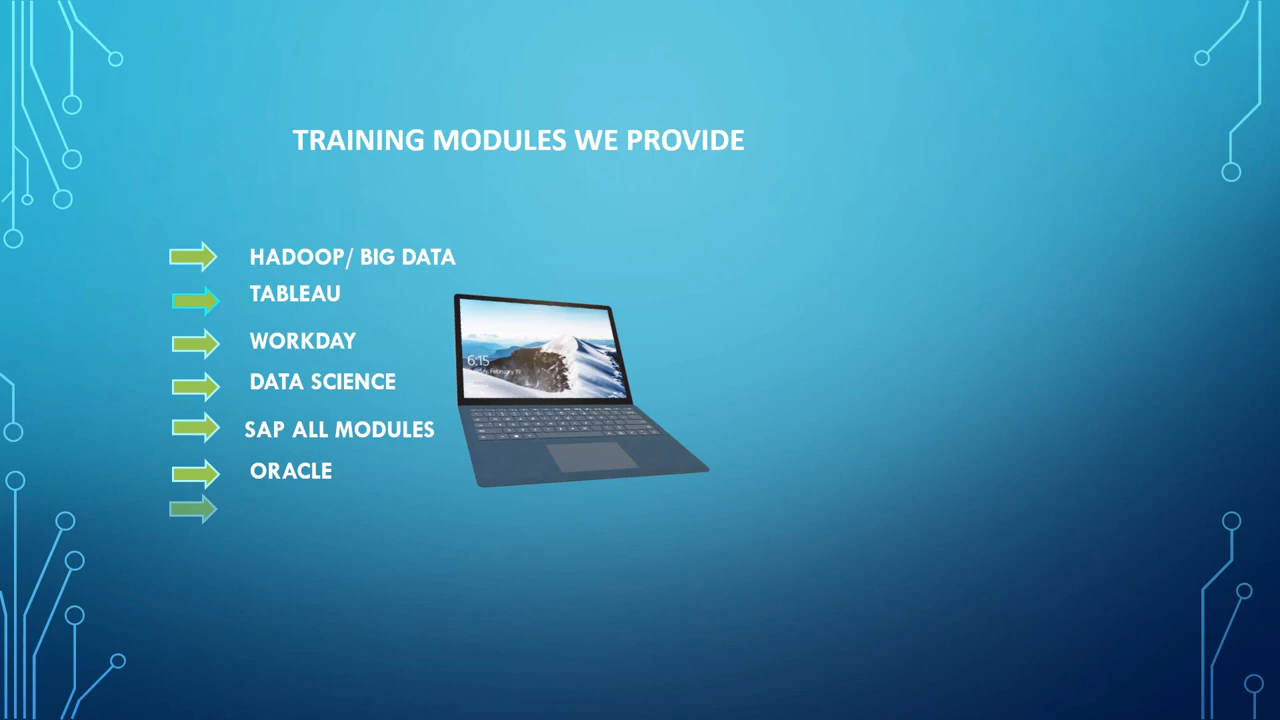 TRAINING MODULES WE PROVIDE
HADOOP/ BIG DATA
TABLEAU
WORKDAY
DATA SCIENCE
SAP ALL MODULES
ORACLE
6:15